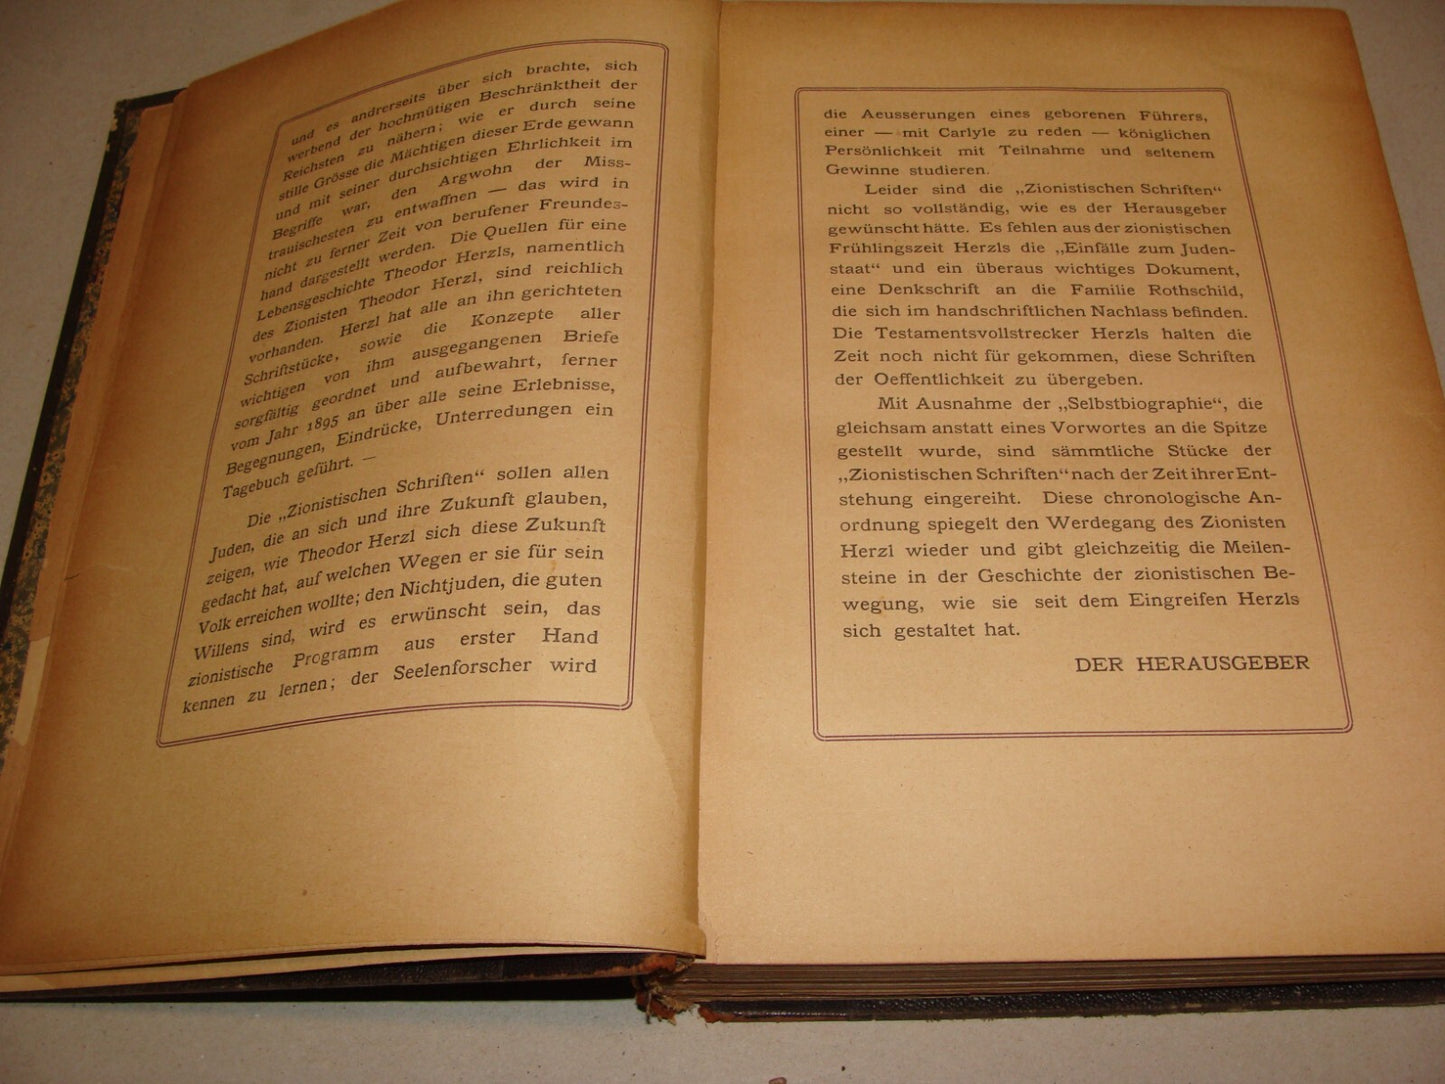 und es andrerseits über sich brachte, sich
werbend der hochmütigen Beschränktheit der
Reichsten zu nähern; wie er durch seine
stille Grösse die Mächtigen dieser Erde gewann
und mit seiner durchsichtigen Ehrlichkeit im
Begriffe war, den Argwohn der Miss-
trauischesten zu entwaffnen — das wird in
nicht zu ferner Zeit von berufener Freundes-
hand dargestellt werden. Die Quellen für eine
Lebensgeschichte Theodor Herzls, namentlich
des Zionisten Theodor Herzl, sind reichlich
vorhanden. Herzl hat alle an ihn gerichteten
Schriftstücke, sowie die Konzepte aller
wichtigen von ihm ausgegangenen Briefe
sorgfältig geordnet und aufbewahrt, ferner
vom Jahr 1895 an über alle seine Erlebnisse,
Begegnungen, Eindrücke, Unterredungen ein
Tagebuch geführt. —
Die „Zionistischen Schriften“ sollen allen
Juden, die an sich und ihre Zukunft glauben,
zeigen, wie Theodor Herzl sich diese Zukunft
gedacht hat, auf welchen Wegen er sie für sein
Volk erreichen wollte; den Nichtjuden, die guten
Willens sind, wird es erwünscht sein, das
zionistische Programm aus erster Hand
kennen zu lernen; der Seelenforscher wird
die Aeusserungen eines geborenen Führers,
einer — mit Carlyle zu reden — königlichen
Persönlichkeit mit Teilnahme und seltenem
Gewinne studieren.
Leider sind die „Zionistischen Schriften“
nicht so vollständig, wie es der Herausgeber
gewünscht hätte. Es fehlen aus der zionistischen
Frühlingszeit Herzls die „Einfälle zum Juden-
staat“ und ein überaus wichtiges Dokument,
eine Denkschrift an die Familie Rothschild,
die sich im handschriftlichen Nachlass befinden.
Die Testamentsvollstrecker Herzls halten die
Zeit noch nicht für gekommen, diese Schriften
der Oeffentlichkeit zu übergeben.
Mit Ausnahme der „Selbstbiographie“, die
gleichsam anstatt eines Vorwortes an die Spitze
gestellt wurde, sind sämmtliche Stücke der
„Zionistischen Schriften“ nach der Zeit ihrer Ent-
stehung eingereiht. Diese chronologische An-
ordnung spiegelt den Werdegang des Zionisten
Herzl wieder und gibt gleichzeitig die Meilen-
steine in der Geschichte der zionistischen Be-
wegung, wie sie seit dem Eingreifen Herzls
sich gestaltet hat.
DER HERAUSGEBER